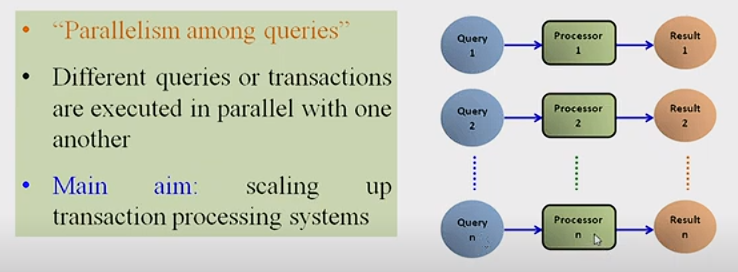 • “Parallelism among queries”
• Different queries or transactions
are executed in parallel with one
another
• Main aim: scaling up
transaction processing systems
Query
1
Processor
1
Result
1
Query
2
Processor
2
Result
2
Query
n
Processor
n
Result
n